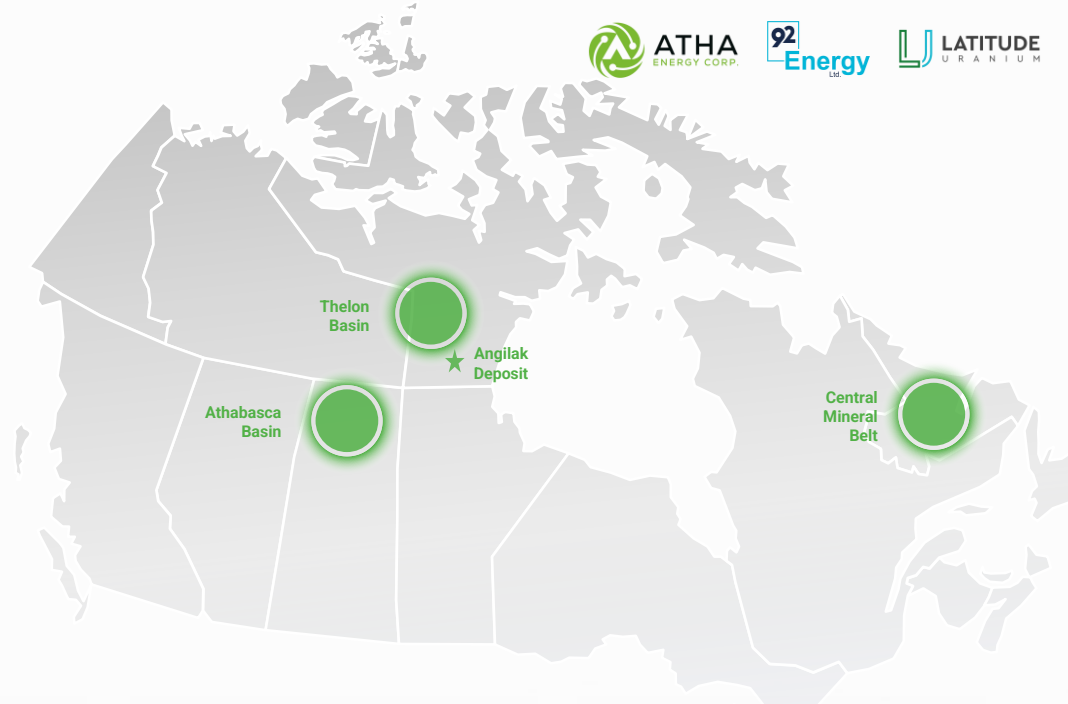 ATHA
ENERGY CORP.
92
Energy
Ltd.
LATITUDE
URANIUM
Thelon
Basin
Angilak
Deposit
Athabasca
Basin
Central
Mineral
Belt